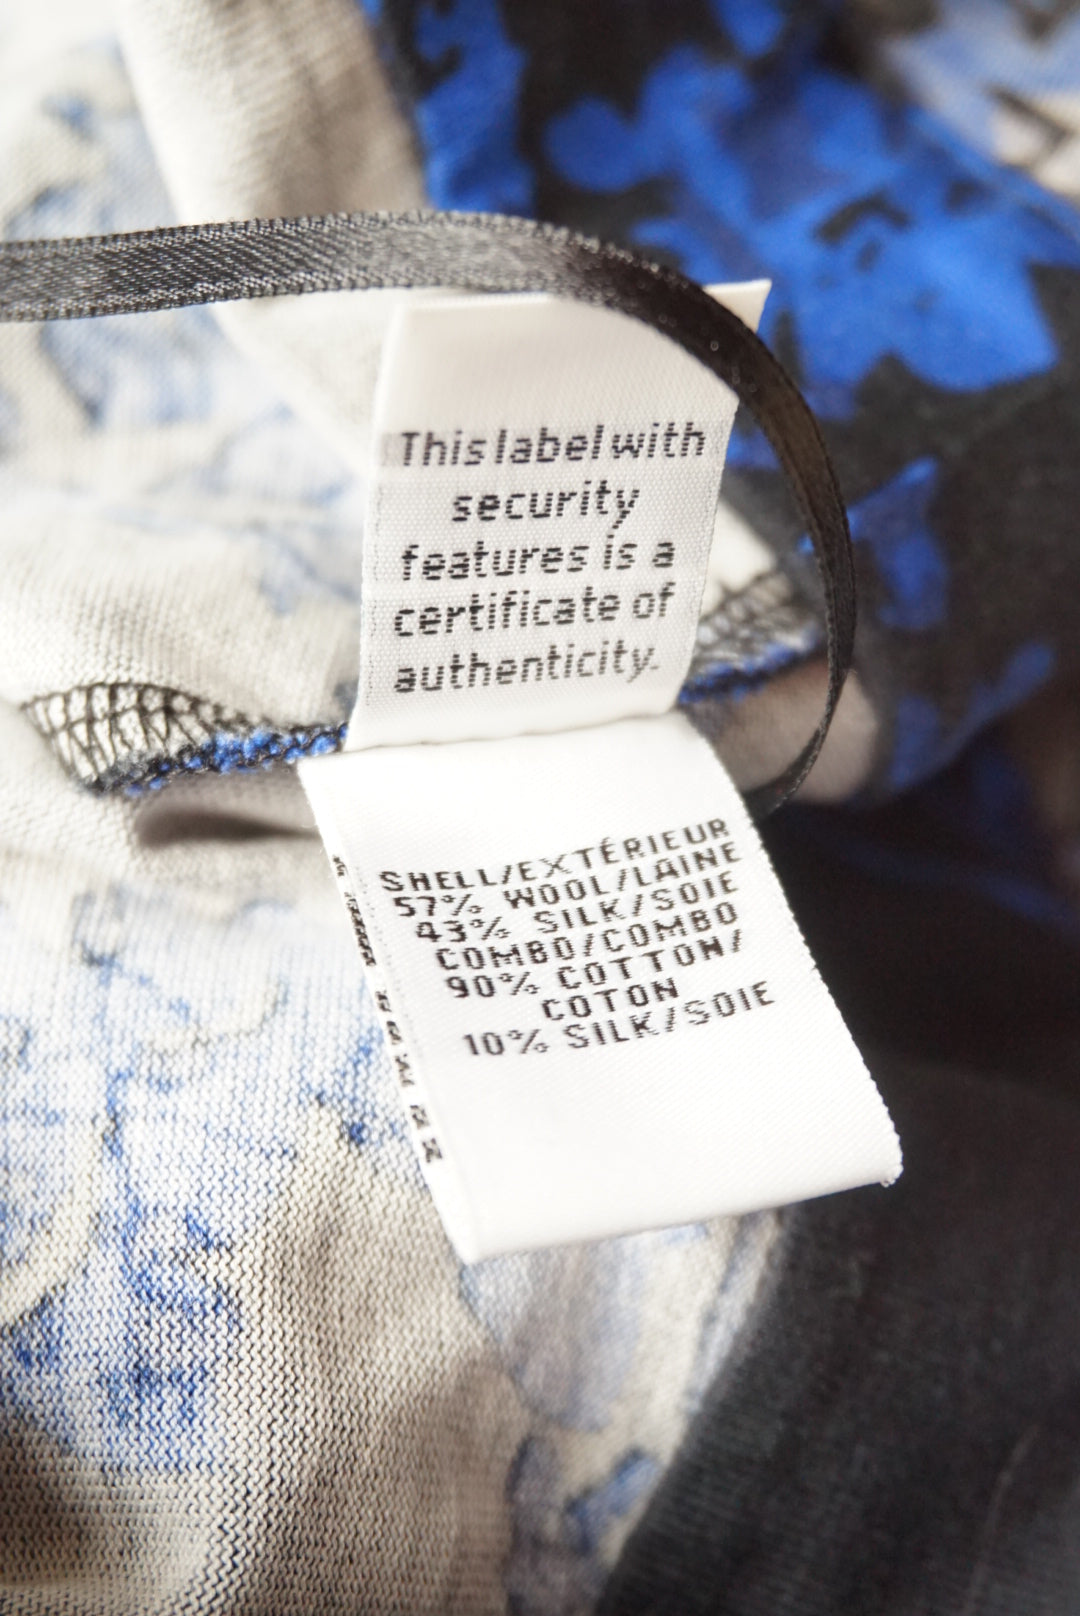 This label with
security
features is a
certificate of
authenticity.
SHELL/EXTÉRIEUR
57% WOOL/LAINE
43% SILK/SOIE
COMBO/COMBO
90% COTTON/
COTON
10% SILK/SOIE